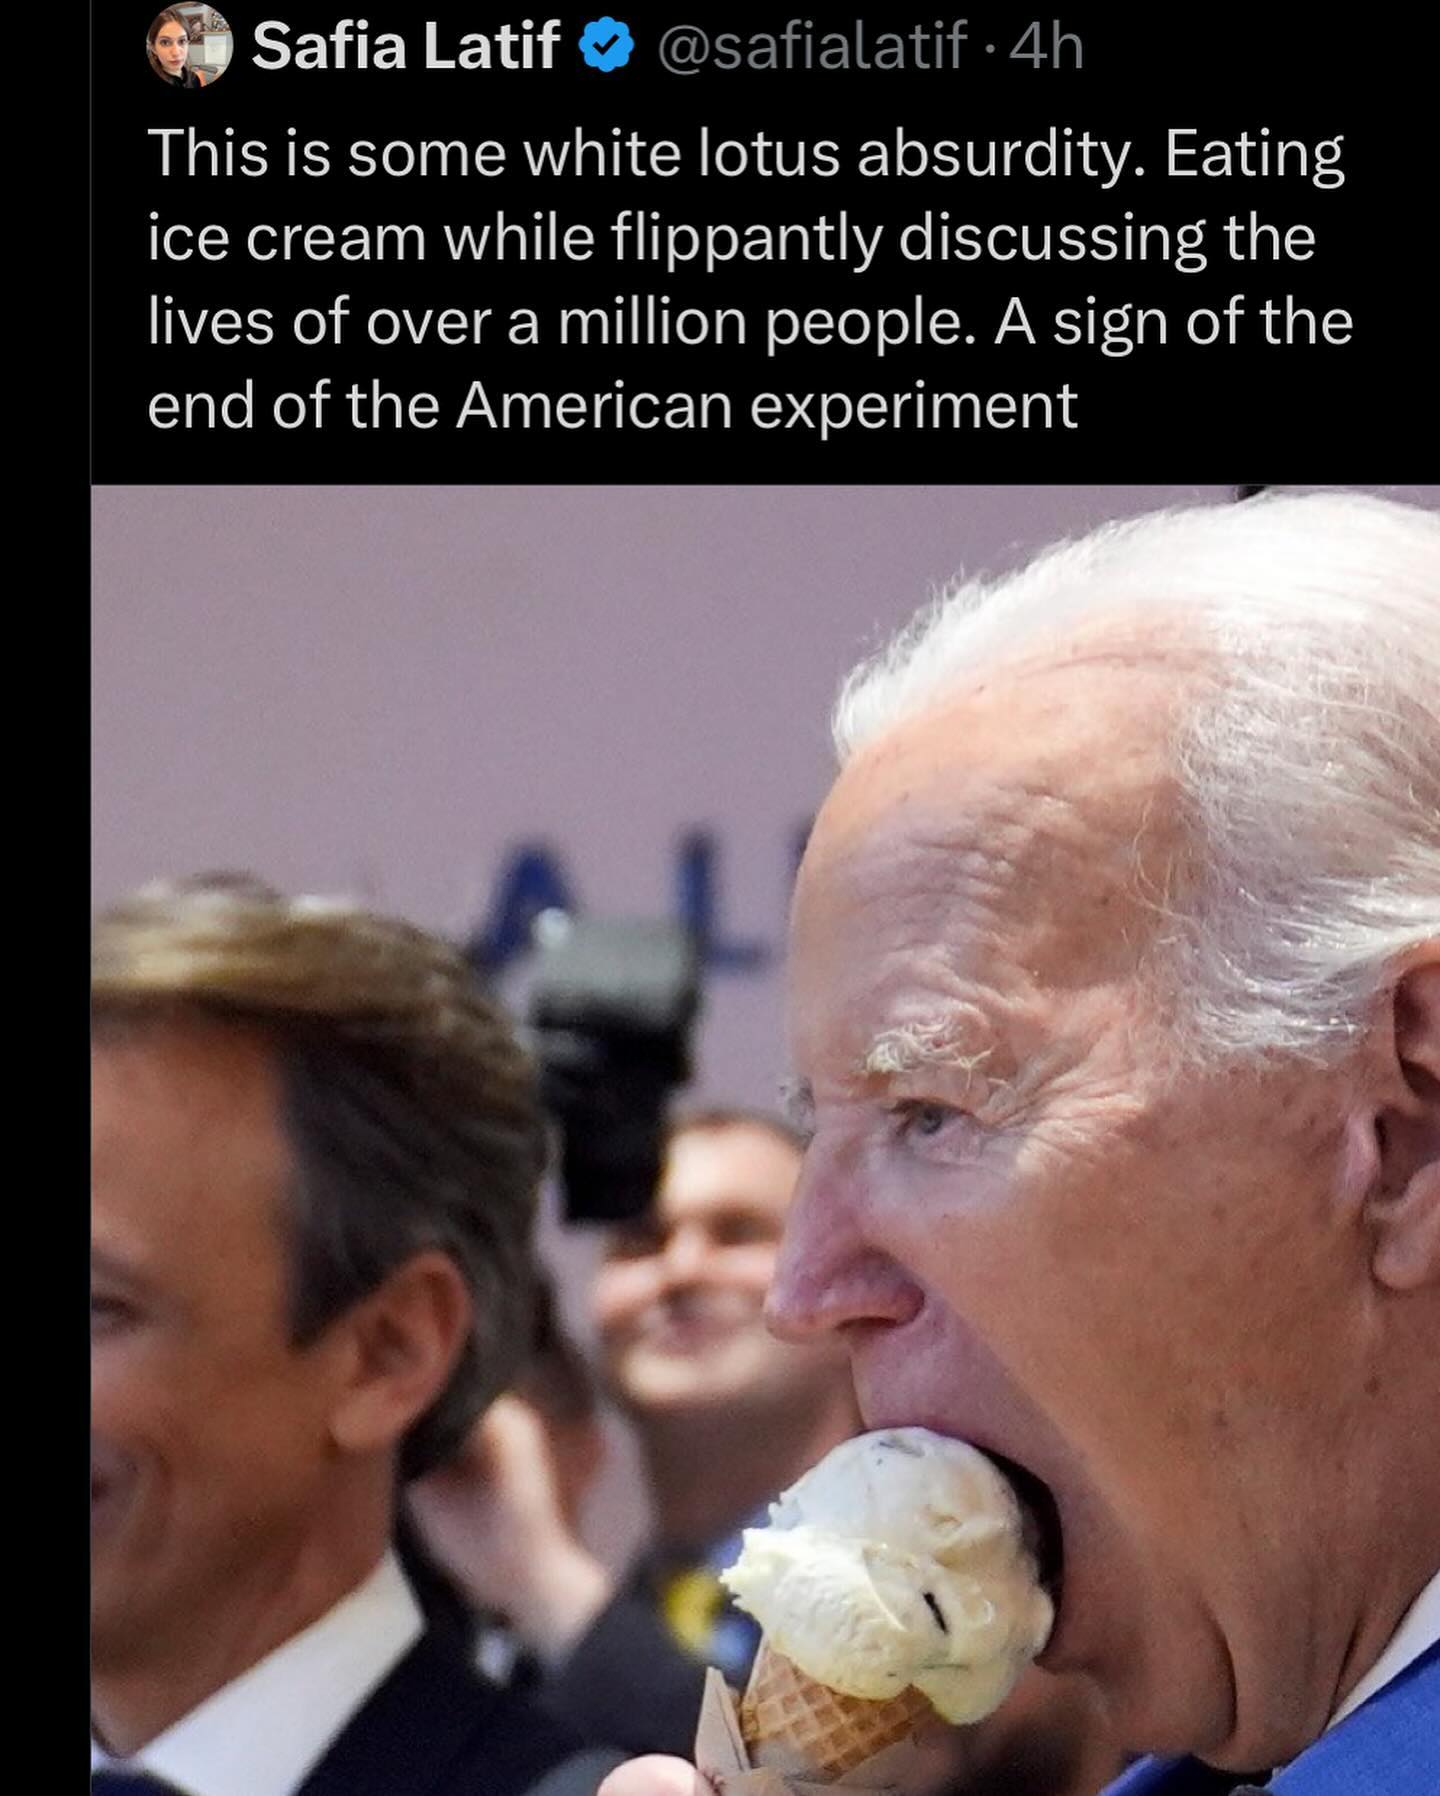 Safia Latif @safialatif · 4h
This is some white lotus absurdity. Eating
ice cream while flippantly discussing the
lives of over a million people. A sign of the
end of the American experiment
AL